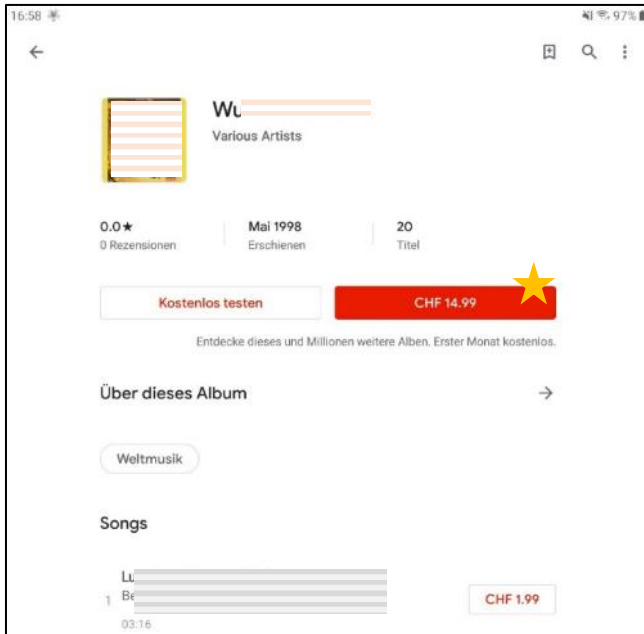 16:58 97%
Wu
Various Artists
0.0★ Mai 1998 20
0 Rezensionen Erschienen Titel
Kostenlos testen CHF 14.99
Entdecke dieses und Millionen weitere Alben. Erster Monat kostenlos.
Über dieses Album
Weltmusik
Songs
Lu
1 Be CHF 1.99
03:16